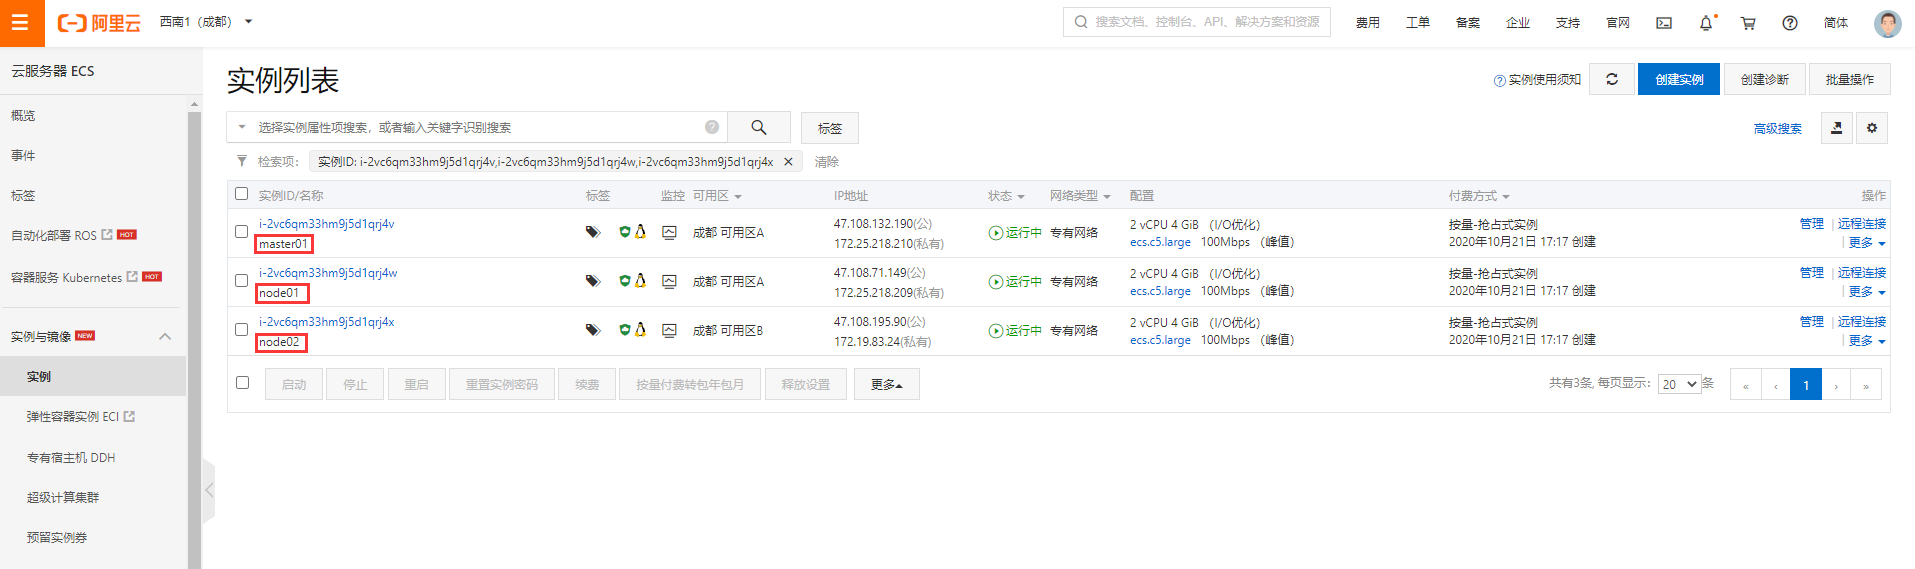 阿里云 西南1（成都） 搜索文档、控制台、API、解决方案和资源 费用 工单 备案 企业 支持 官网 简体
云服务器 ECS
概览
事件
标签
自动化部署 ROS HOT
容器服务 Kubernetes HOT
实例与镜像 NEW
实例
弹性容器实例 ECI
专有宿主机 DDH
超级计算集群
预留实例券
实例列表
实例使用须知 创建实例 创建诊断 批量操作
选择实例属性项搜索，或者输入关键字识别搜索 标签 高级搜索
检索项： 实例ID: i-2vc6qm33hm9j5d1qrj4v,i-2vc6qm33hm9j5d1qrj4w,i-2vc6qm33hm9j5d1qrj4x 清除
实例ID/名称 标签 监控 可用区 IP地址 状态 网络类型 配置 付费方式 操作
i-2vc6qm33hm9j5d1qrj4v
master01
成都 可用区A
47.108.132.190(公)
172.25.218.210(私有)
运行中 专有网络
2 vCPU 4 GiB （I/O优化）
ecs.c5.large 100Mbps （峰值）
按量-抢占式实例
2020年10月21日 17:17 创建
管理 | 远程连接
| 更多
i-2vc6qm33hm9j5d1qrj4w
node01
成都 可用区A
47.108.71.149(公)
172.25.218.209(私有)
运行中 专有网络
2 vCPU 4 GiB （I/O优化）
ecs.c5.large 100Mbps （峰值）
按量-抢占式实例
2020年10月21日 17:17 创建
管理 | 远程连接
| 更多
i-2vc6qm33hm9j5d1qrj4x
node02
成都 可用区B
47.108.195.90(公)
172.19.83.24(私有)
运行中 专有网络
2 vCPU 4 GiB （I/O优化）
ecs.c5.large 100Mbps （峰值）
按量-抢占式实例
2020年10月21日 17:17 创建
管理 | 远程连接
| 更多
启动 停止 重启 重置实例密码 续费 按量付费转包年包月 释放设置 更多
共有3条, 每页显示： 20 条 « ‹ 1 › »